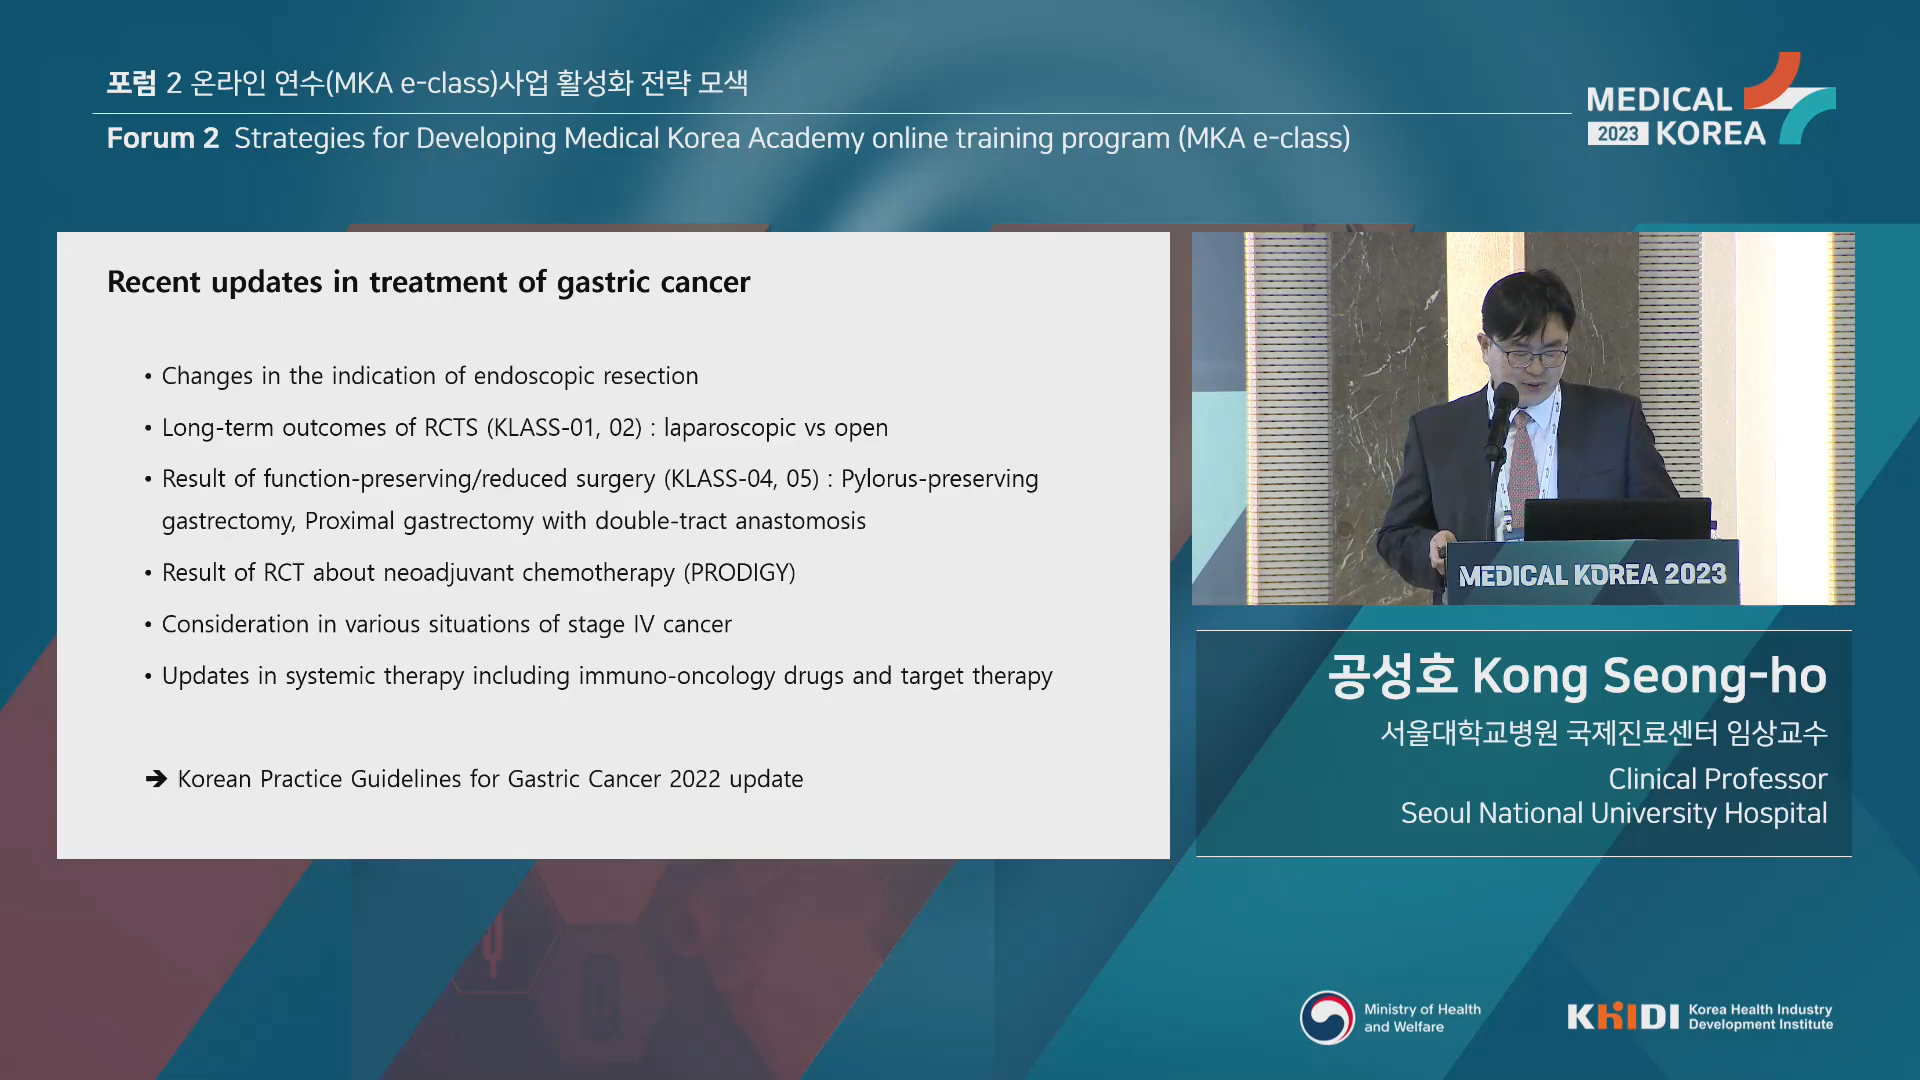 포럼 2 온라인 연수(MKA e-class)사업 활성화 전략 모색
Forum 2 Strategies for Developing Medical Korea Academy online training program (MKA e-class)
MEDICAL
2023 KOREA
Recent updates in treatment of gastric cancer
• Changes in the indication of endoscopic resection
• Long-term outcomes of RCTS (KLASS-01, 02) : laparoscopic vs open
• Result of function-preserving/reduced surgery (KLASS-04, 05) : Pylorus-preserving
gastrectomy, Proximal gastrectomy with double-tract anastomosis
• Result of RCT about neoadjuvant chemotherapy (PRODIGY)
• Consideration in various situations of stage IV cancer
• Updates in systemic therapy including immuno-oncology drugs and target therapy
➔ Korean Practice Guidelines for Gastric Cancer 2022 update
MEDICAL KOREA 2023
공성호 Kong Seong-ho
서울대학교병원 국제진료센터 임상교수
Clinical Professor
Seoul National University Hospital
Ministry of Health
and Welfare
KHIDI Korea Health Industry
Development Institute